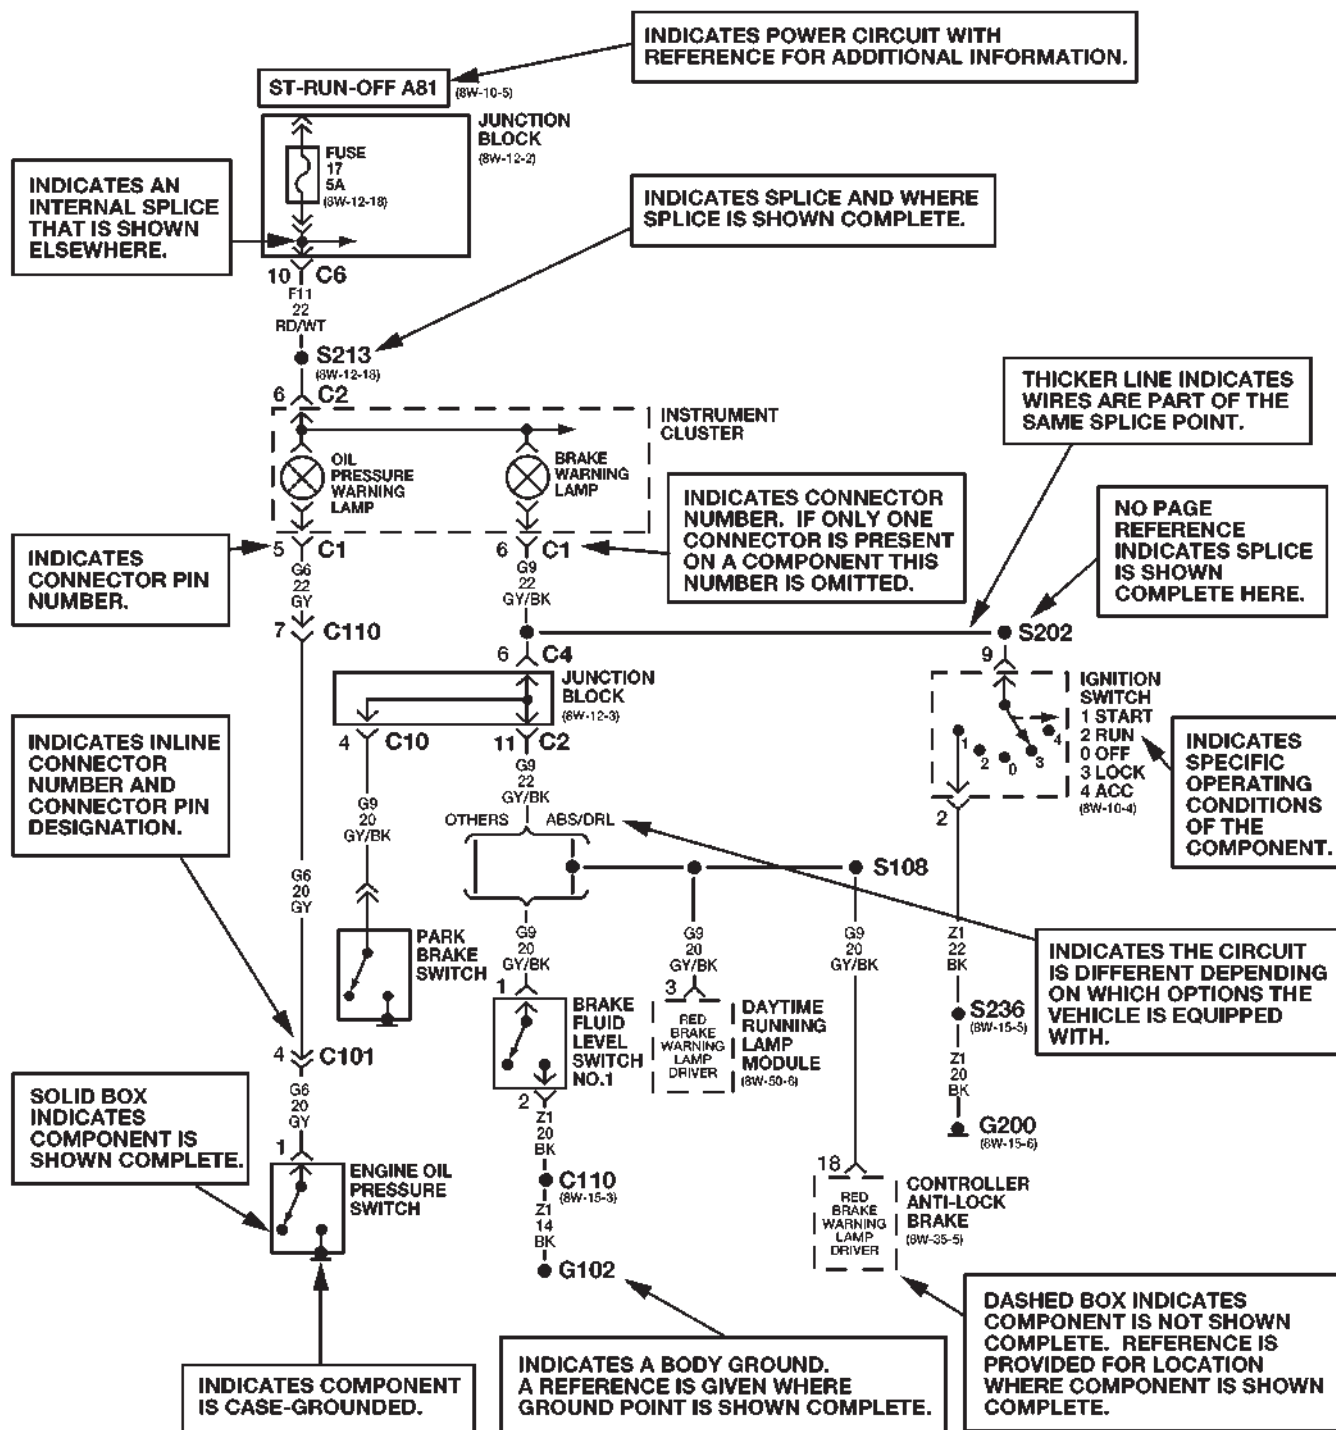 INDICATES POWER CIRCUIT WITH
REFERENCE FOR ADDITIONAL INFORMATION.
ST-RUN-OFF A81
(8W-10-5)
JUNCTION
BLOCK
(8W-12-2)
FUSE
17
5A
(8W-12-18)
INDICATES AN
INTERNAL SPLICE
THAT IS SHOWN
ELSEWHERE.
INDICATES SPLICE AND WHERE
SPLICE IS SHOWN COMPLETE.
10 C6
F11
22
RD/WT
S213
(8W-12-18)
6 C2
INSTRUMENT
CLUSTER
OIL
PRESSURE
WARNING
LAMP
BRAKE
WARNING
LAMP
THICKER LINE INDICATES
WIRES ARE PART OF THE
SAME SPLICE POINT.
INDICATES CONNECTOR
NUMBER. IF ONLY ONE
CONNECTOR IS PRESENT
ON A COMPONENT THIS
NUMBER IS OMITTED.
NO PAGE
REFERENCE
INDICATES SPLICE
IS SHOWN
COMPLETE HERE.
INDICATES
CONNECTOR PIN
NUMBER.
5 C1
G6
22
GY
6 C1
G9
22
GY/BK
7 C110
S202
9
6 C4
JUNCTION
BLOCK
(8W-12-3)
4 C10
11 C2
IGNITION
SWITCH
1 START
2 RUN
0 OFF
3 LOCK
4 ACC
(8W-10-4)
1
2
0
3
4
2
INDICATES
SPECIFIC
OPERATING
CONDITIONS
OF THE
COMPONENT.
INDICATES INLINE
CONNECTOR
NUMBER AND
CONNECTOR PIN
DESIGNATION.
G9
20
GY/BK
G9
22
GY/BK
OTHERS ABS/DRL
S108
G6
20
GY
PARK
BRAKE
SWITCH
G9
20
GY/BK
G9
20
GY/BK
G9
20
GY/BK
Z1
22
BK
INDICATES THE CIRCUIT
IS DIFFERENT DEPENDING
ON WHICH OPTIONS THE
VEHICLE IS EQUIPPED
WITH.
1
BRAKE
FLUID
LEVEL
SWITCH
NO.1
3
RED
BRAKE
WARNING
LAMP
DRIVER
DAYTIME
RUNNING
LAMP
MODULE
(8W-50-6)
S236
(8W-15-5)
Z1
20
BK
G200
(8W-15-6)
4 C101
G6
20
GY
1
SOLID BOX
INDICATES
COMPONENT IS
SHOWN COMPLETE.
ENGINE OIL
PRESSURE
SWITCH
2
Z1
20
BK
C110
(8W-15-3)
Z1
14
BK
G102
18
RED
BRAKE
WARNING
LAMP
DRIVER
CONTROLLER
ANTI-LOCK
BRAKE
(8W-35-5)
DASHED BOX INDICATES
COMPONENT IS NOT SHOWN
COMPLETE. REFERENCE IS
PROVIDED FOR LOCATION
WHERE COMPONENT IS SHOWN
COMPLETE.
INDICATES COMPONENT
IS CASE-GROUNDED.
INDICATES A BODY GROUND.
A REFERENCE IS GIVEN WHERE
GROUND POINT IS SHOWN COMPLETE.